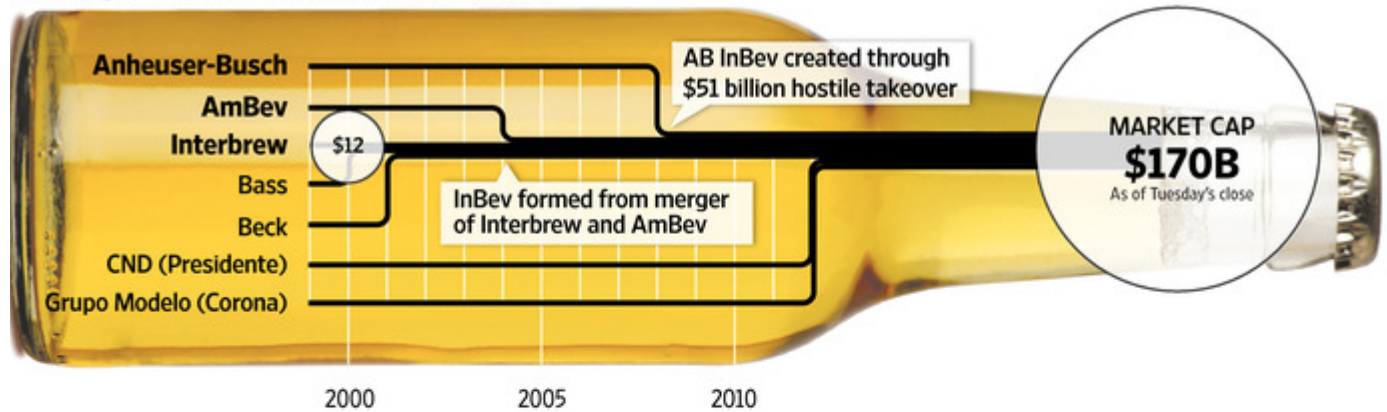 Anheuser-Busch
AmBev
Interbrew
Bass
Beck
CND (Presidente)
Grupo Modelo (Corona)
$12
AB InBev created through
$51 billion hostile takeover
InBev formed from merger
of Interbrew and AmBev
MARKET CAP
$170B
As of Tuesday's close
2000
2005
2010